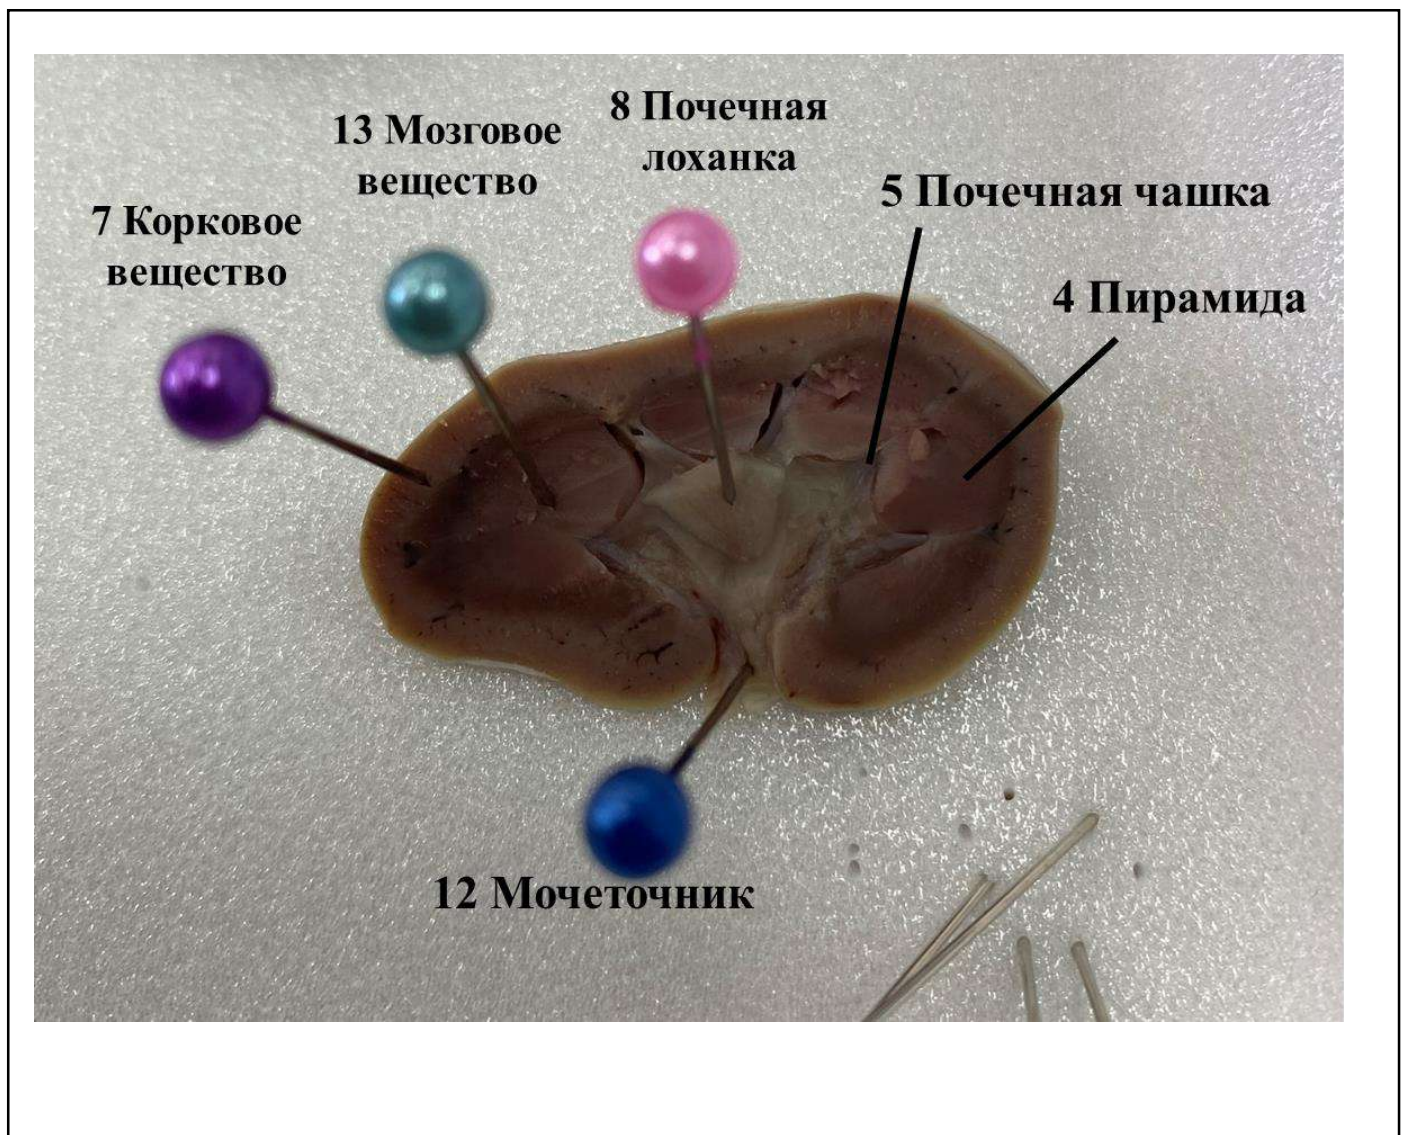 8 Почечная
лоханка
13 Мозговое
вещество
5 Почечная чашка
7 Корковое
вещество
4 Пирамида
12 Мочеточник